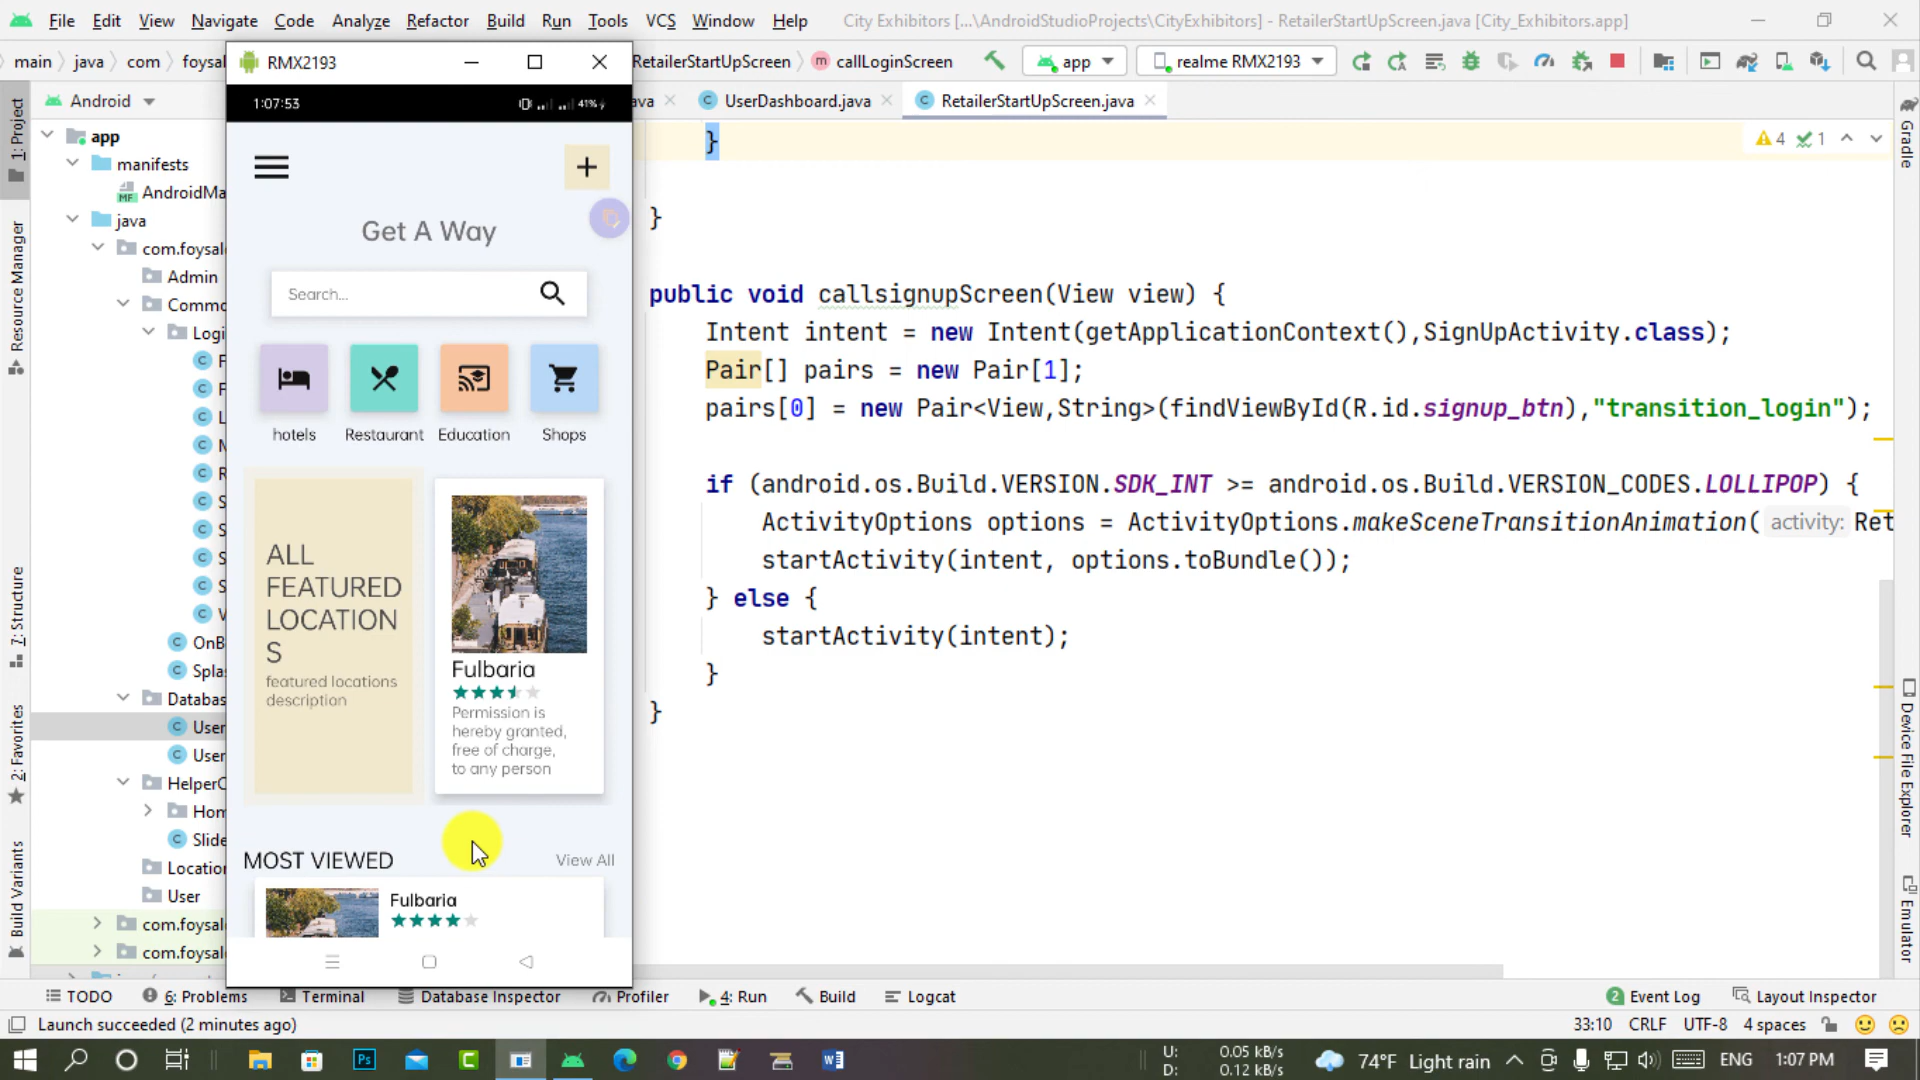 File Edit View Navigate Code Analyze Refactor Build Run Tools VCS Window Help City Exhibitors [...\AndroidStudioProjects\CityExhibitors] - RetailerStartUpScreen.java [City_Exhibitors.app]
main java com foysal RetailerStartUpScreen callLoginScreen app realme RMX2193
RMX2193
1:07:53 41%
Android UserDashboard.java RetailerStartUpScreen.java
1: Project
Resource Manager
7: Structure
2: Favorites
Build Variants
app
manifests
AndroidMa
java
com.foysal
Admin
Commo
Logi
OnB
Splas
Databas
User
User
HelperC
Hom
Slide
Location
User
com.foysal
com.foysal
Get A Way
Search...
hotels Restaurant Education Shops
ALL
FEATURED
LOCATION
S
featured locations
description
Fulbaria
Permission is
hereby granted,
free of charge,
to any person
MOST VIEWED View All
Fulbaria
}
4 1
}
public void callsignupScreen(View view) {
Intent intent = new Intent(getApplicationContext(),SignUpActivity.class);
Pair[] pairs = new Pair[1];
pairs[0] = new Pair<View,String>(findViewById(R.id.signup_btn),"transition_login");
if (android.os.Build.VERSION.SDK_INT >= android.os.Build.VERSION_CODES.LOLLIPOP) {
ActivityOptions options = ActivityOptions.makeSceneTransitionAnimation( activity: Ret
startActivity(intent, options.toBundle());
} else {
startActivity(intent);
}
}
Gradle
Device File Explorer
Emulator
TODO 6: Problems Terminal Database Inspector Profiler 4: Run Build Logcat 2 Event Log Layout Inspector
Launch succeeded (2 minutes ago) 33:10 CRLF UTF-8 4 spaces
U: 0.05 kB/s
D: 0.12 kB/s
74°F Light rain ENG 1:07 PM